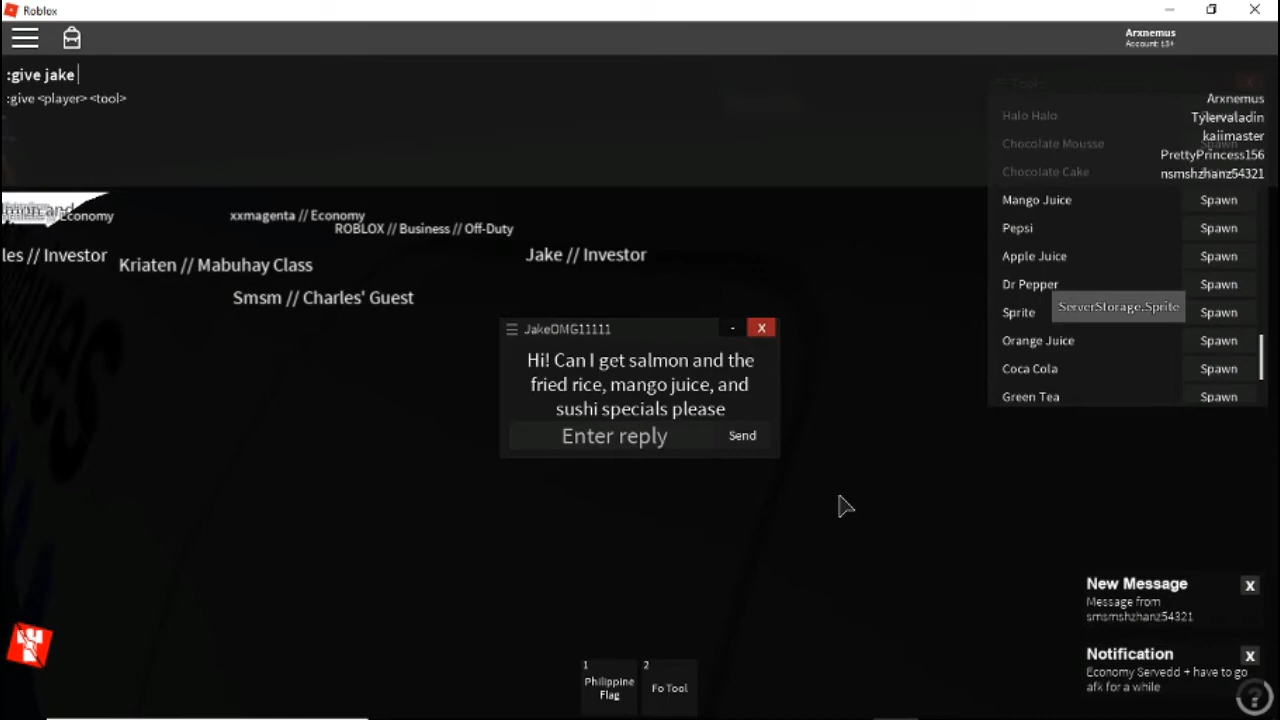 Roblox
Arxnemus
Account: 13+
:give jake
:give <player> <tool>
Arxnemus
Tylervaladin
kaiimaster
PrettyPrincess156
nsmshzhanz54321
Halo Halo
Chocolate Mousse
Chocolate Cake
Mango Juice Spawn
Pepsi Spawn
Apple Juice Spawn
Dr Pepper Spawn
Sprite Spawn
ServerStorage.Sprite
Orange Juice Spawn
Coca Cola Spawn
Green Tea Spawn
Economy
xxmagenta // Economy
ROBLOX // Business // Off-Duty
les // Investor
Kriaten // Mabuhay Class
Jake // Investor
Smsm // Charles' Guest
JakeOMG11111 - X
Hi! Can I get salmon and the
fried rice, mango juice, and
sushi specials please
Enter reply Send
New Message X
Message from
smsmshzhanz54321
Notification X
Economy Servedd + have to go
afk for a while
1 2
Philippine
Flag
Fo Tool
?